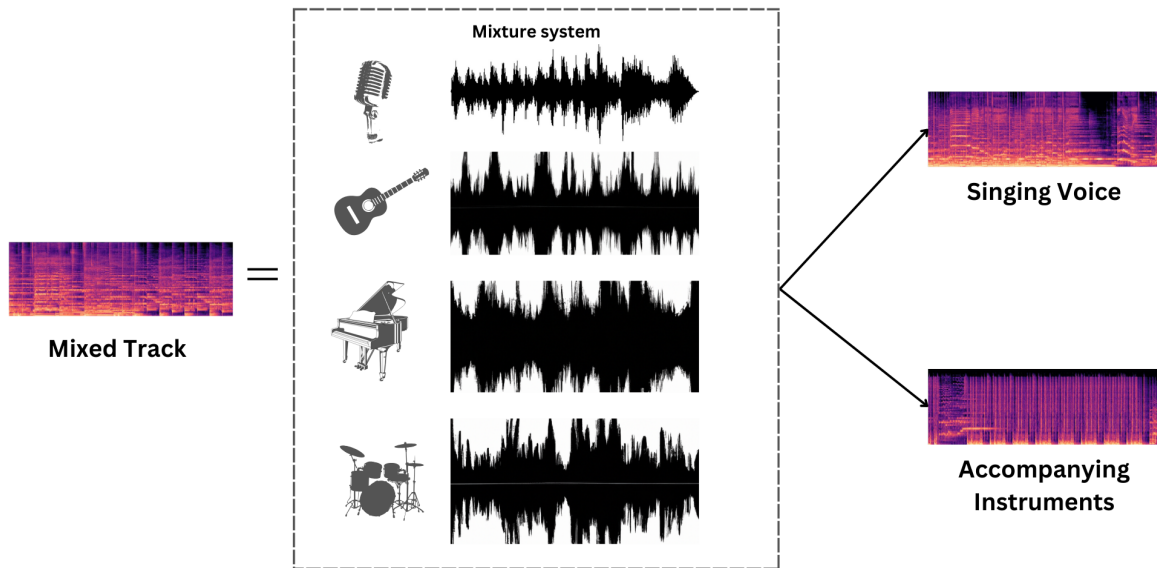 Mixture system
Mixed Track
Singing Voice
Accompanying
Instruments